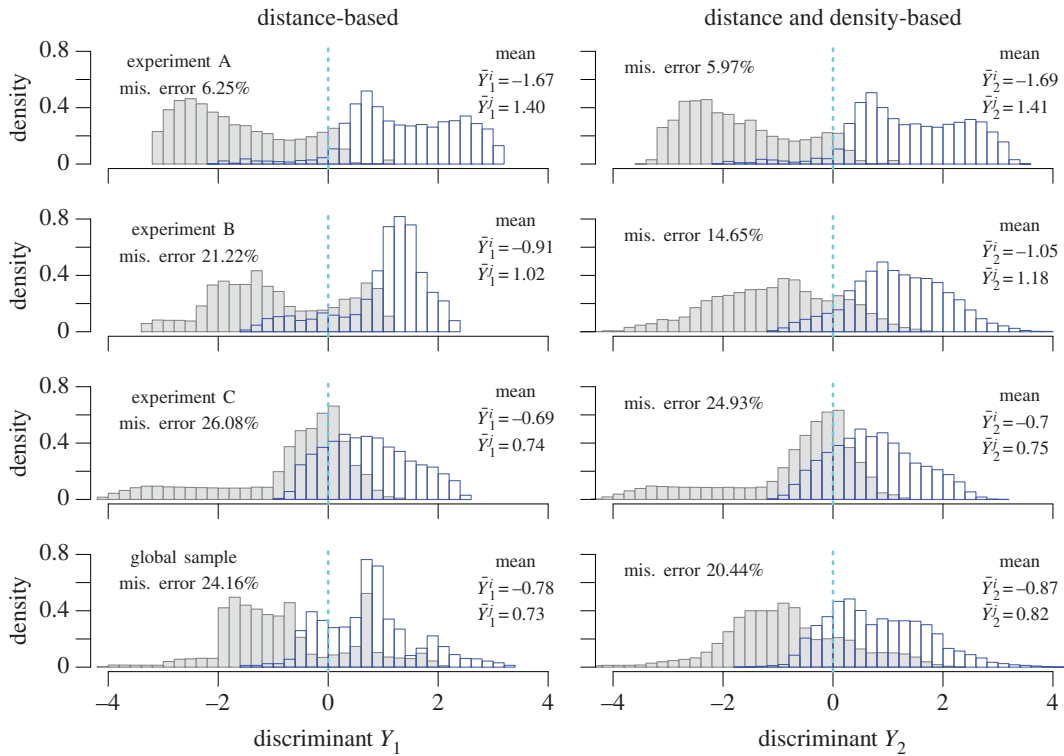 distance-based
distance and density-based
density
0.8
0.4
0
experiment A
mis. error 6.25%
mean
Ȳ₁ⁱ=–1.67
Ȳ₁ʲ= 1.40
mis. error 5.97%
mean
Ȳ₂ⁱ=–1.69
Ȳ₂ʲ= 1.41
–4
–2
0
2
4
density
0.8
0.4
0
experiment B
mis. error 21.22%
mean
Ȳ₁ⁱ=–0.91
Ȳ₁ʲ= 1.02
mis. error 14.65%
mean
Ȳ₂ⁱ=–1.05
Ȳ₂ʲ= 1.18
density
0.8
0.4
0
experiment C
mis. error 26.08%
mean
Ȳ₁ⁱ=–0.69
Ȳ₁ʲ= 0.74
mis. error 24.93%
mean
Ȳ₂ⁱ=–0.7
Ȳ₂ʲ= 0.75
density
0.8
0.4
0
global sample
mis. error 24.16%
mean
Ȳ₁ⁱ=–0.78
Ȳ₁ʲ= 0.73
mis. error 20.44%
mean
Ȳ₂ⁱ=–0.87
Ȳ₂ʲ= 0.82
–4 –2 0 2 4
–4 –2 0 2 4
discriminant Y₁
discriminant Y₂